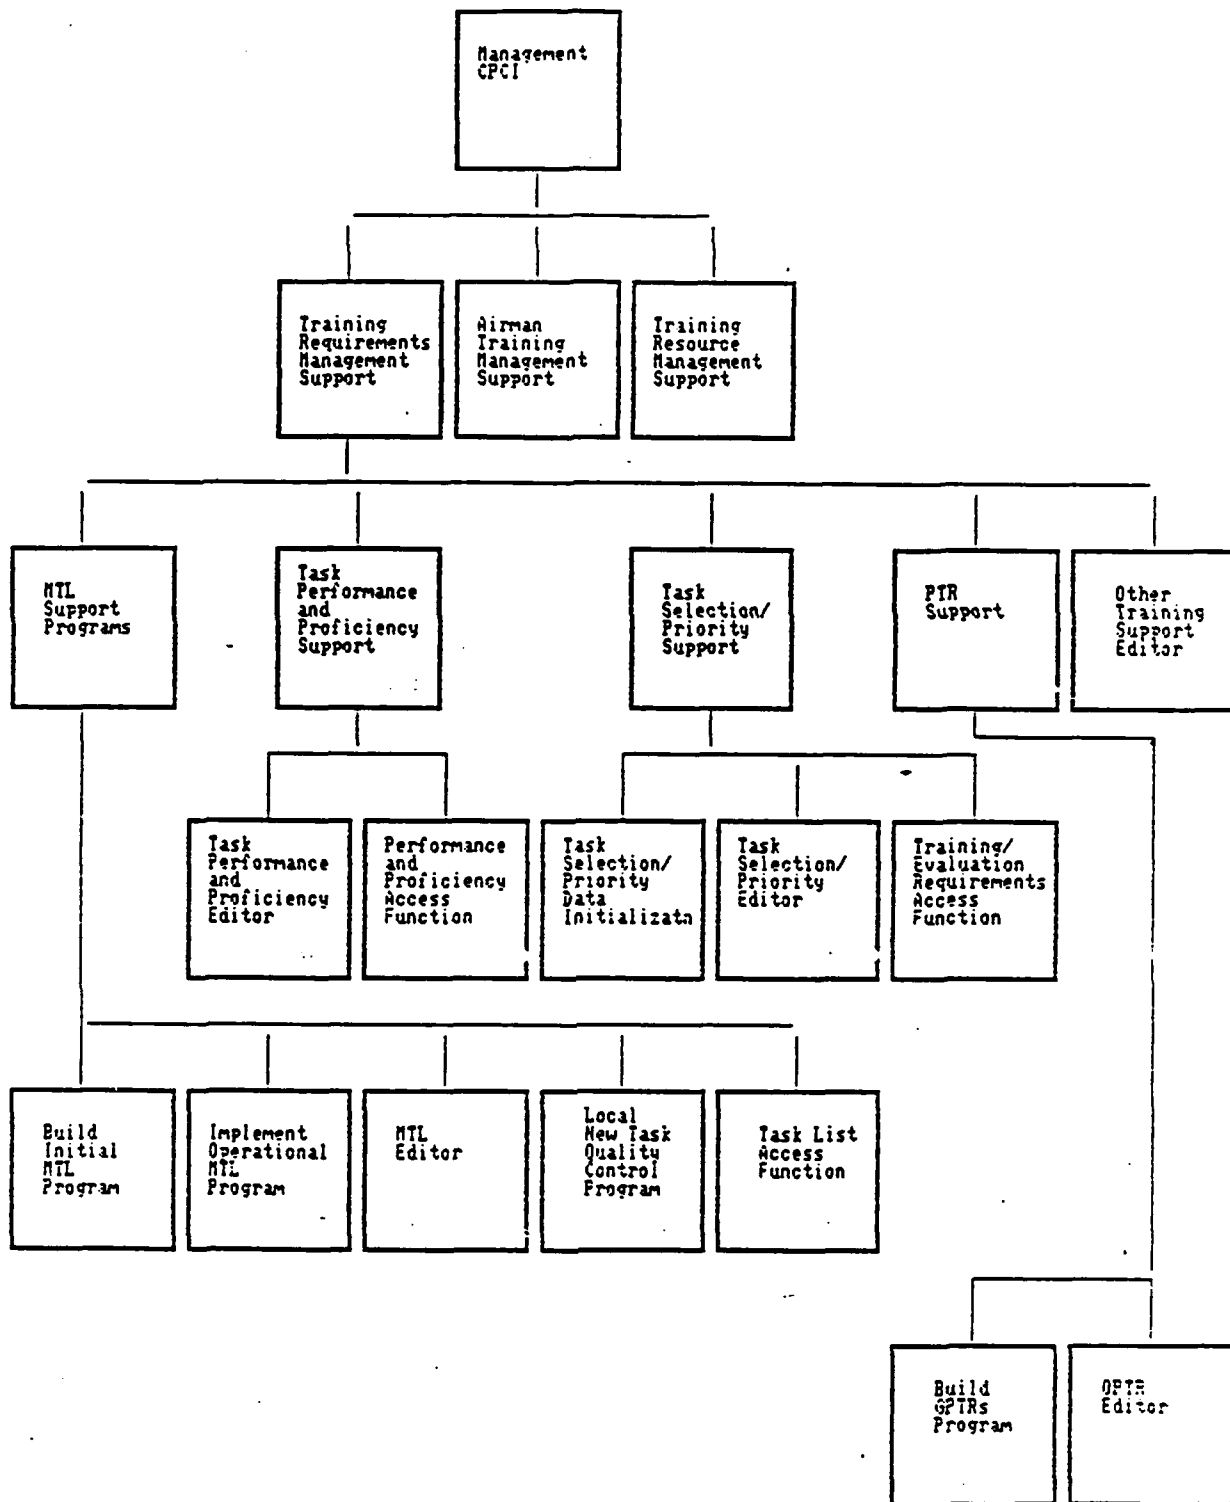 Management
CPCI
Training
Requirements
Management
Support
Airman
Training
Management
Support
Training
Resource
Management
Support
MTL
Support
Programs
Task
Performance
and
Proficiency
Support
Task
Selection/
Priority
Support
PTR
Support
Other
Training
Support
Editor
Task
Performance
and
Proficiency
Editor
Performance
and
Proficiency
Access
Function
Task
Selection/
Priority
Data
Initializatn
Task
Selection/
Priority
Editor
Training/
Evaluation
Requirements
Access
Function
Build
Initial
MTL
Program
Implement
Operational
MTL
Program
MTL
Editor
Local
New Task
Quality
Control
Program
Task List
Access
Function
Build
GPTRs
Program
OPTR
Editor